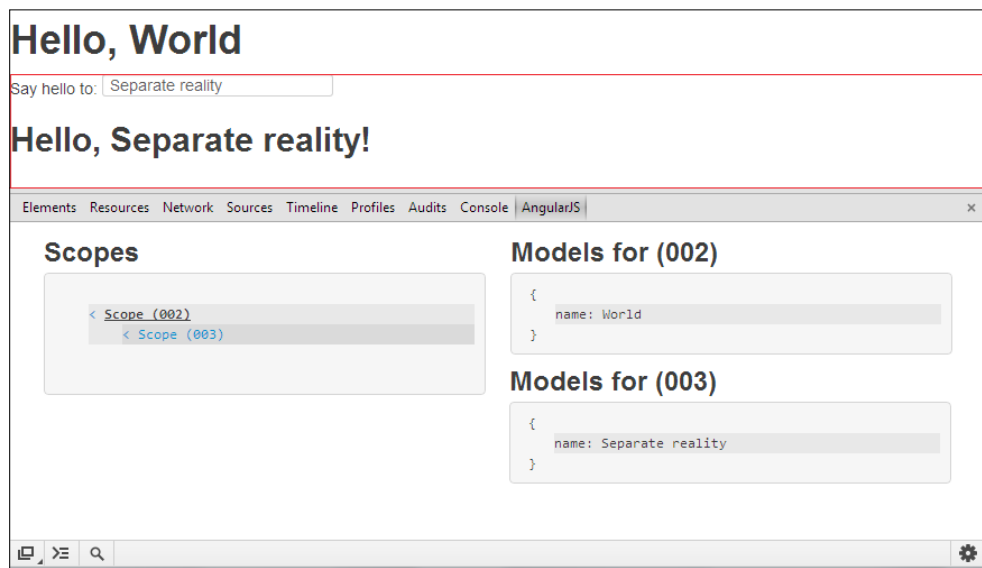 Hello, World
Say hello to: Separate reality
Hello, Separate reality!
Elements Resources Network Sources Timeline Profiles Audits Console AngularJS ×
Scopes
< Scope (002)
< Scope (003)
Models for (002)
{
name: World
}
Models for (003)
{
name: Separate reality
}